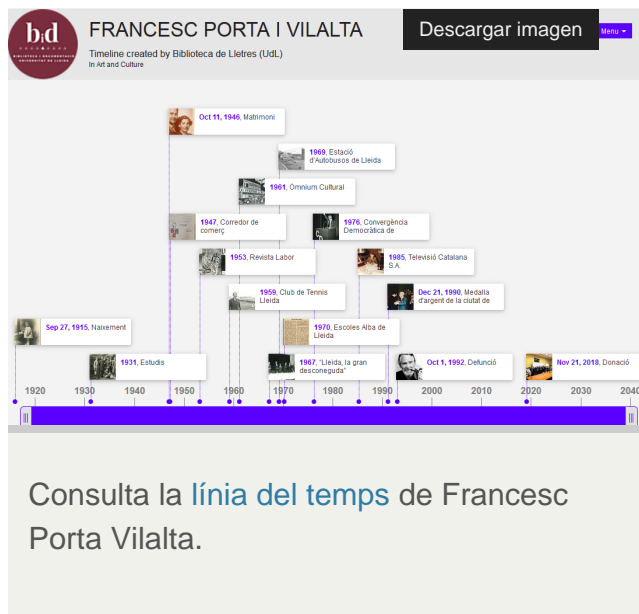 b:d
BIBLIOTECA I DOCUMENTACIÓ
UNIVERSITAT DE LLEIDA
FRANCESC PORTA I VILALTA
Timeline created by Biblioteca de Lletres (UdL)
In Art and Culture
Descargar imagen
Menu
Oct 11, 1946, Matrimoni
1969, Estació
d'Autobusos de Lleida
1961, Òmnium Cultural
1947, Corredor de
comerç
1976, Convergència
Democràtica de
1953, Revista Labor
1985, Televisió Catalana
S.A.
1959, Club de Tennis
Lleida
Dec 21, 1990, Medalla
d'argent de la ciutat de
Sep 27, 1915, Naixement
1970, Escoles Alba de
Lleida
1931, Estudis
1967, "Lleida, la gran
desconeguda"
Oct 1, 1992, Defunció
Nov 21, 2018, Donació
1920 1930 1940 1950 1960 1970 1980 1990 2000 2010 2020 2030 2040
Consulta la línia del temps de Francesc
Porta Vilalta.